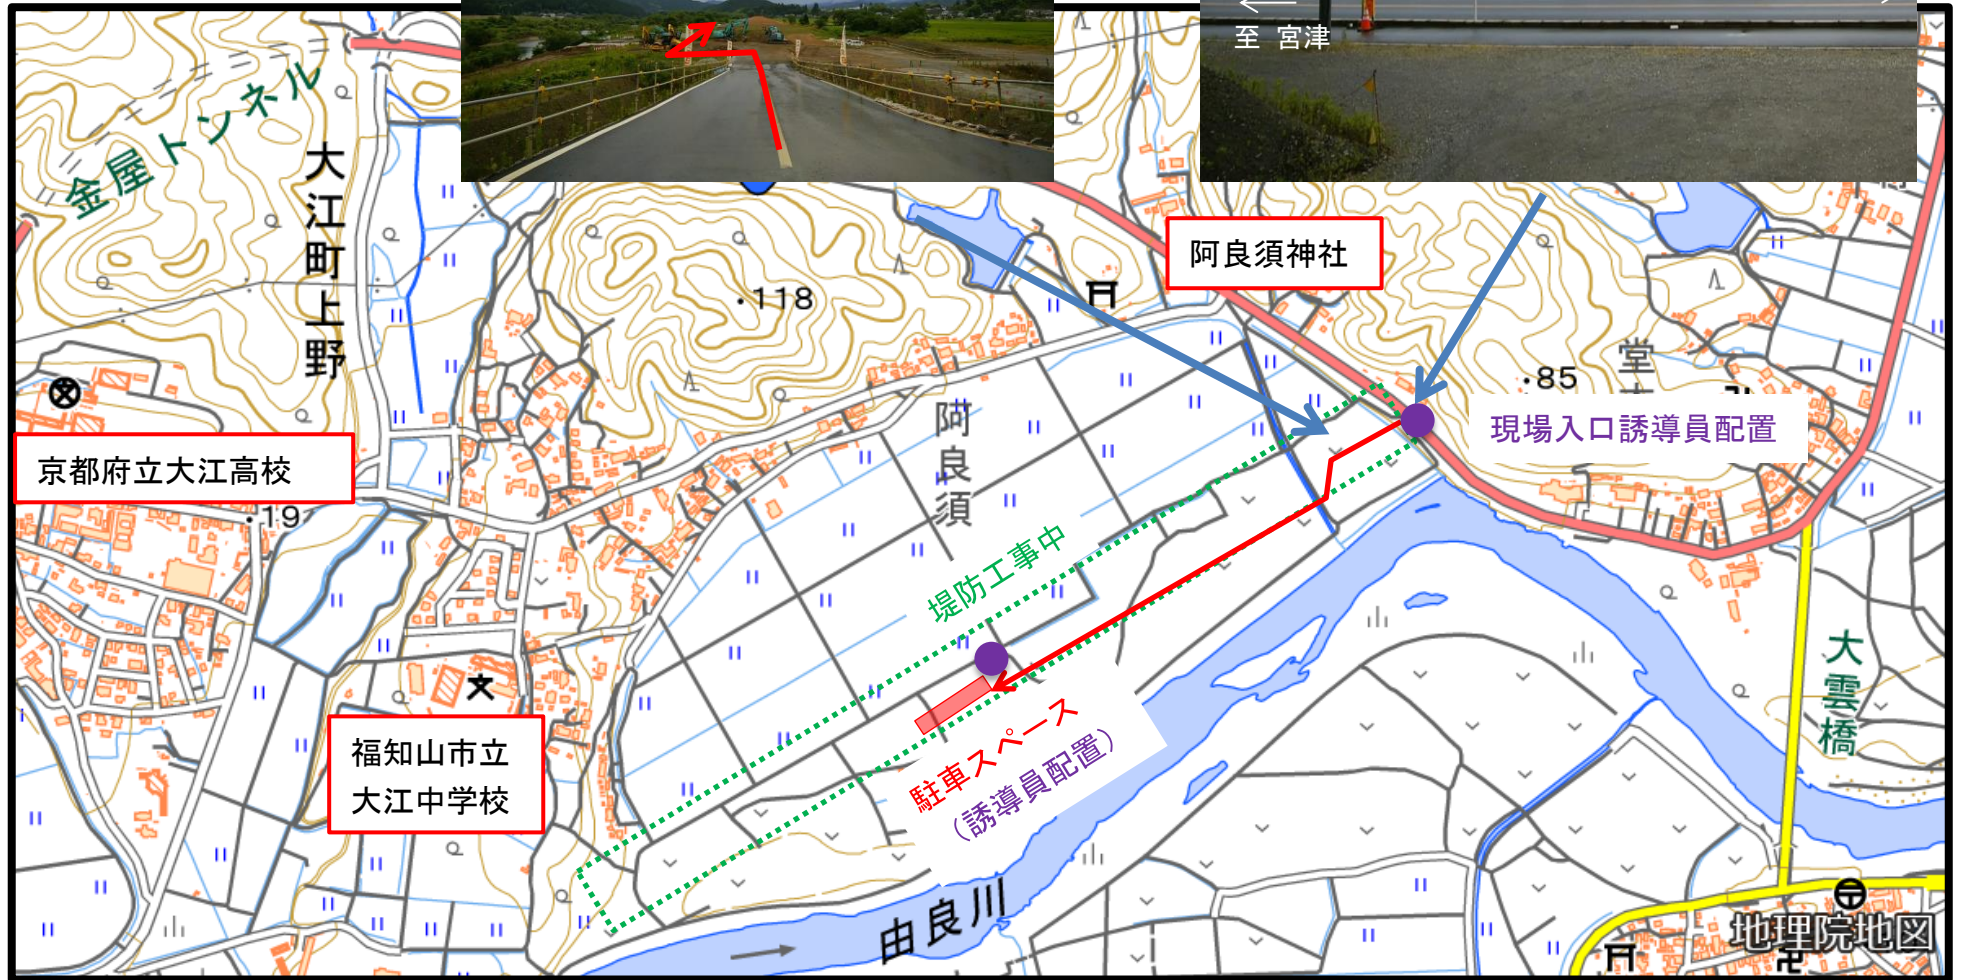 至 宮津
金屋トンネル
大江町上野
阿良須神社
・118
・85
堂
現場入口誘導員配置
京都府立大江高校
・19
阿良須
堤防工事中
福知山市立
大江中学校
駐車スペース
（誘導員配置）
大雲橋
由良川
地理院地図